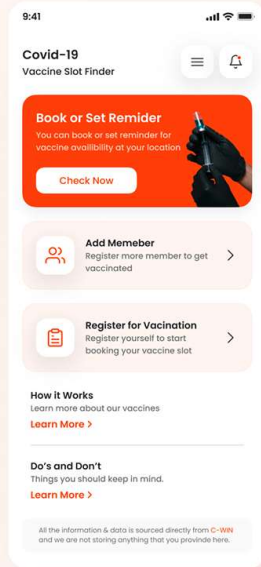 9:41
Covid-19
Vaccine Slot Finder
Book or Set Remider
You can book or set reminder for
vaccine availibility at your location
Check Now
Add Memeber
Register more member to get
vaccinated
Register for Vacination
Register yourself to start
booking your vaccine slot
How it Works
Learn more about our vaccines
Learn More >
Do's and Don't
Things you should keep in mind.
Learn More >
All the information & data is sourced directly from C-WIN
and we are not storing anything that you provinde here.